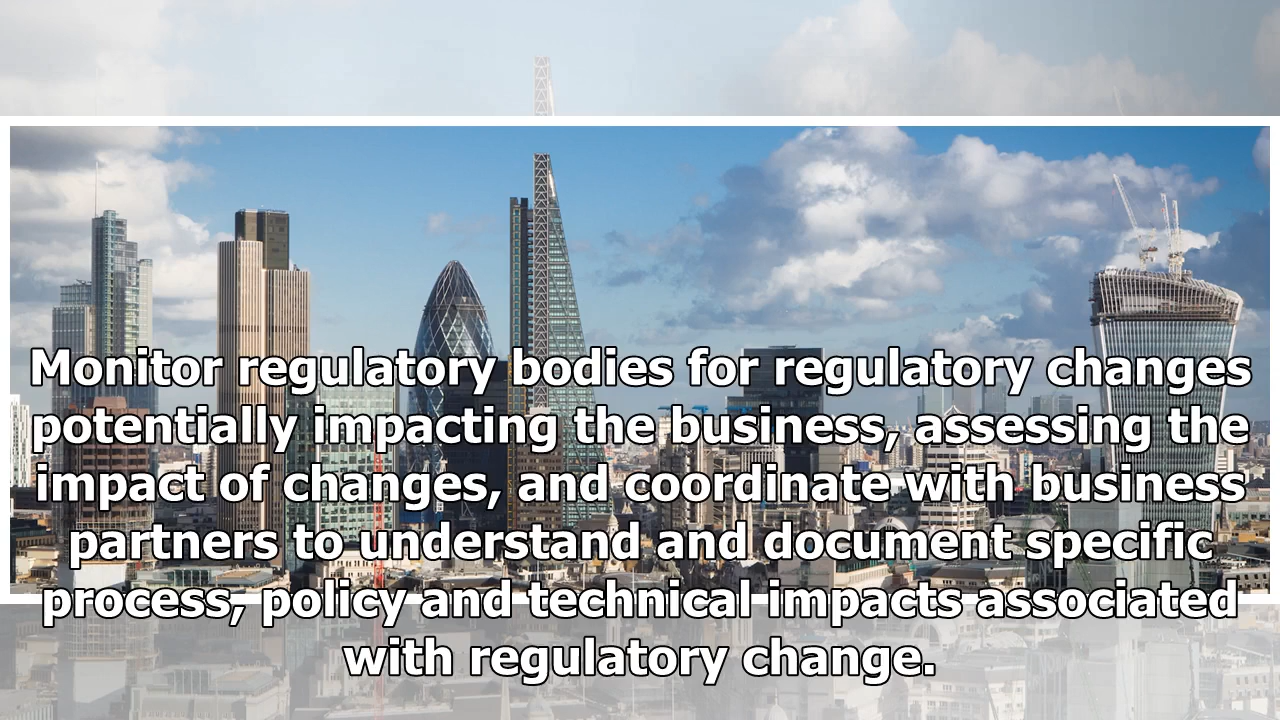 Monitor regulatory bodies for regulatory changes
potentially impacting the business, assessing the
impact of changes, and coordinate with business
partners to understand and document specific
process, policy and technical impacts associated
with regulatory change.